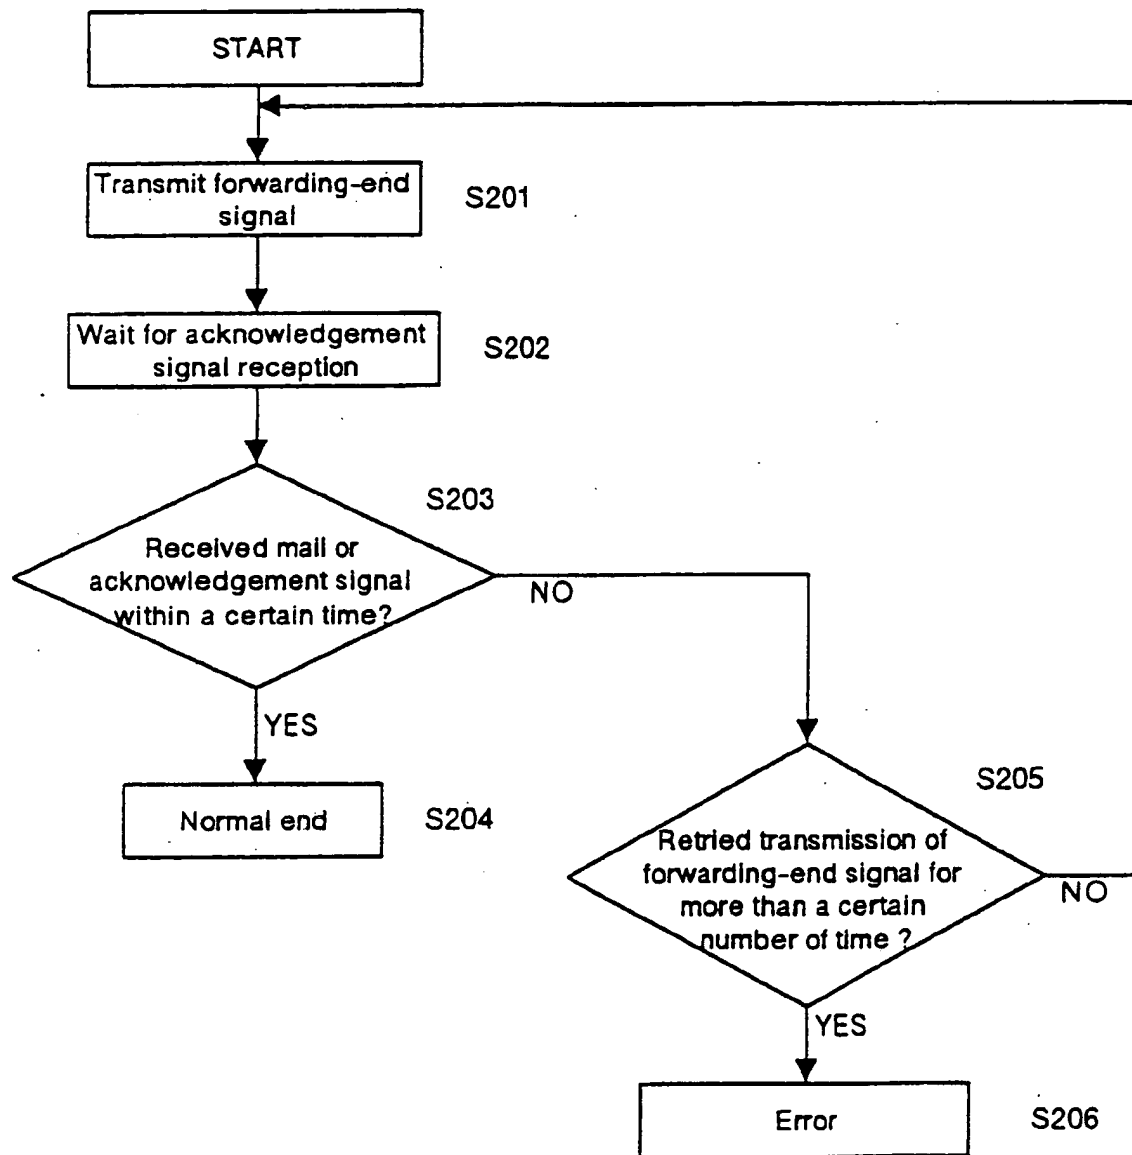 START
Transmit forwarding-end
signal
S201
Wait for acknowledgement
signal reception
S202
S203
Received mail or
acknowledgement signal
within a certain time?
NO
YES
Normal end
S204
S205
Retried transmission of
forwarding-end signal for
more than a certain
number of time ?
NO
YES
Error
S206